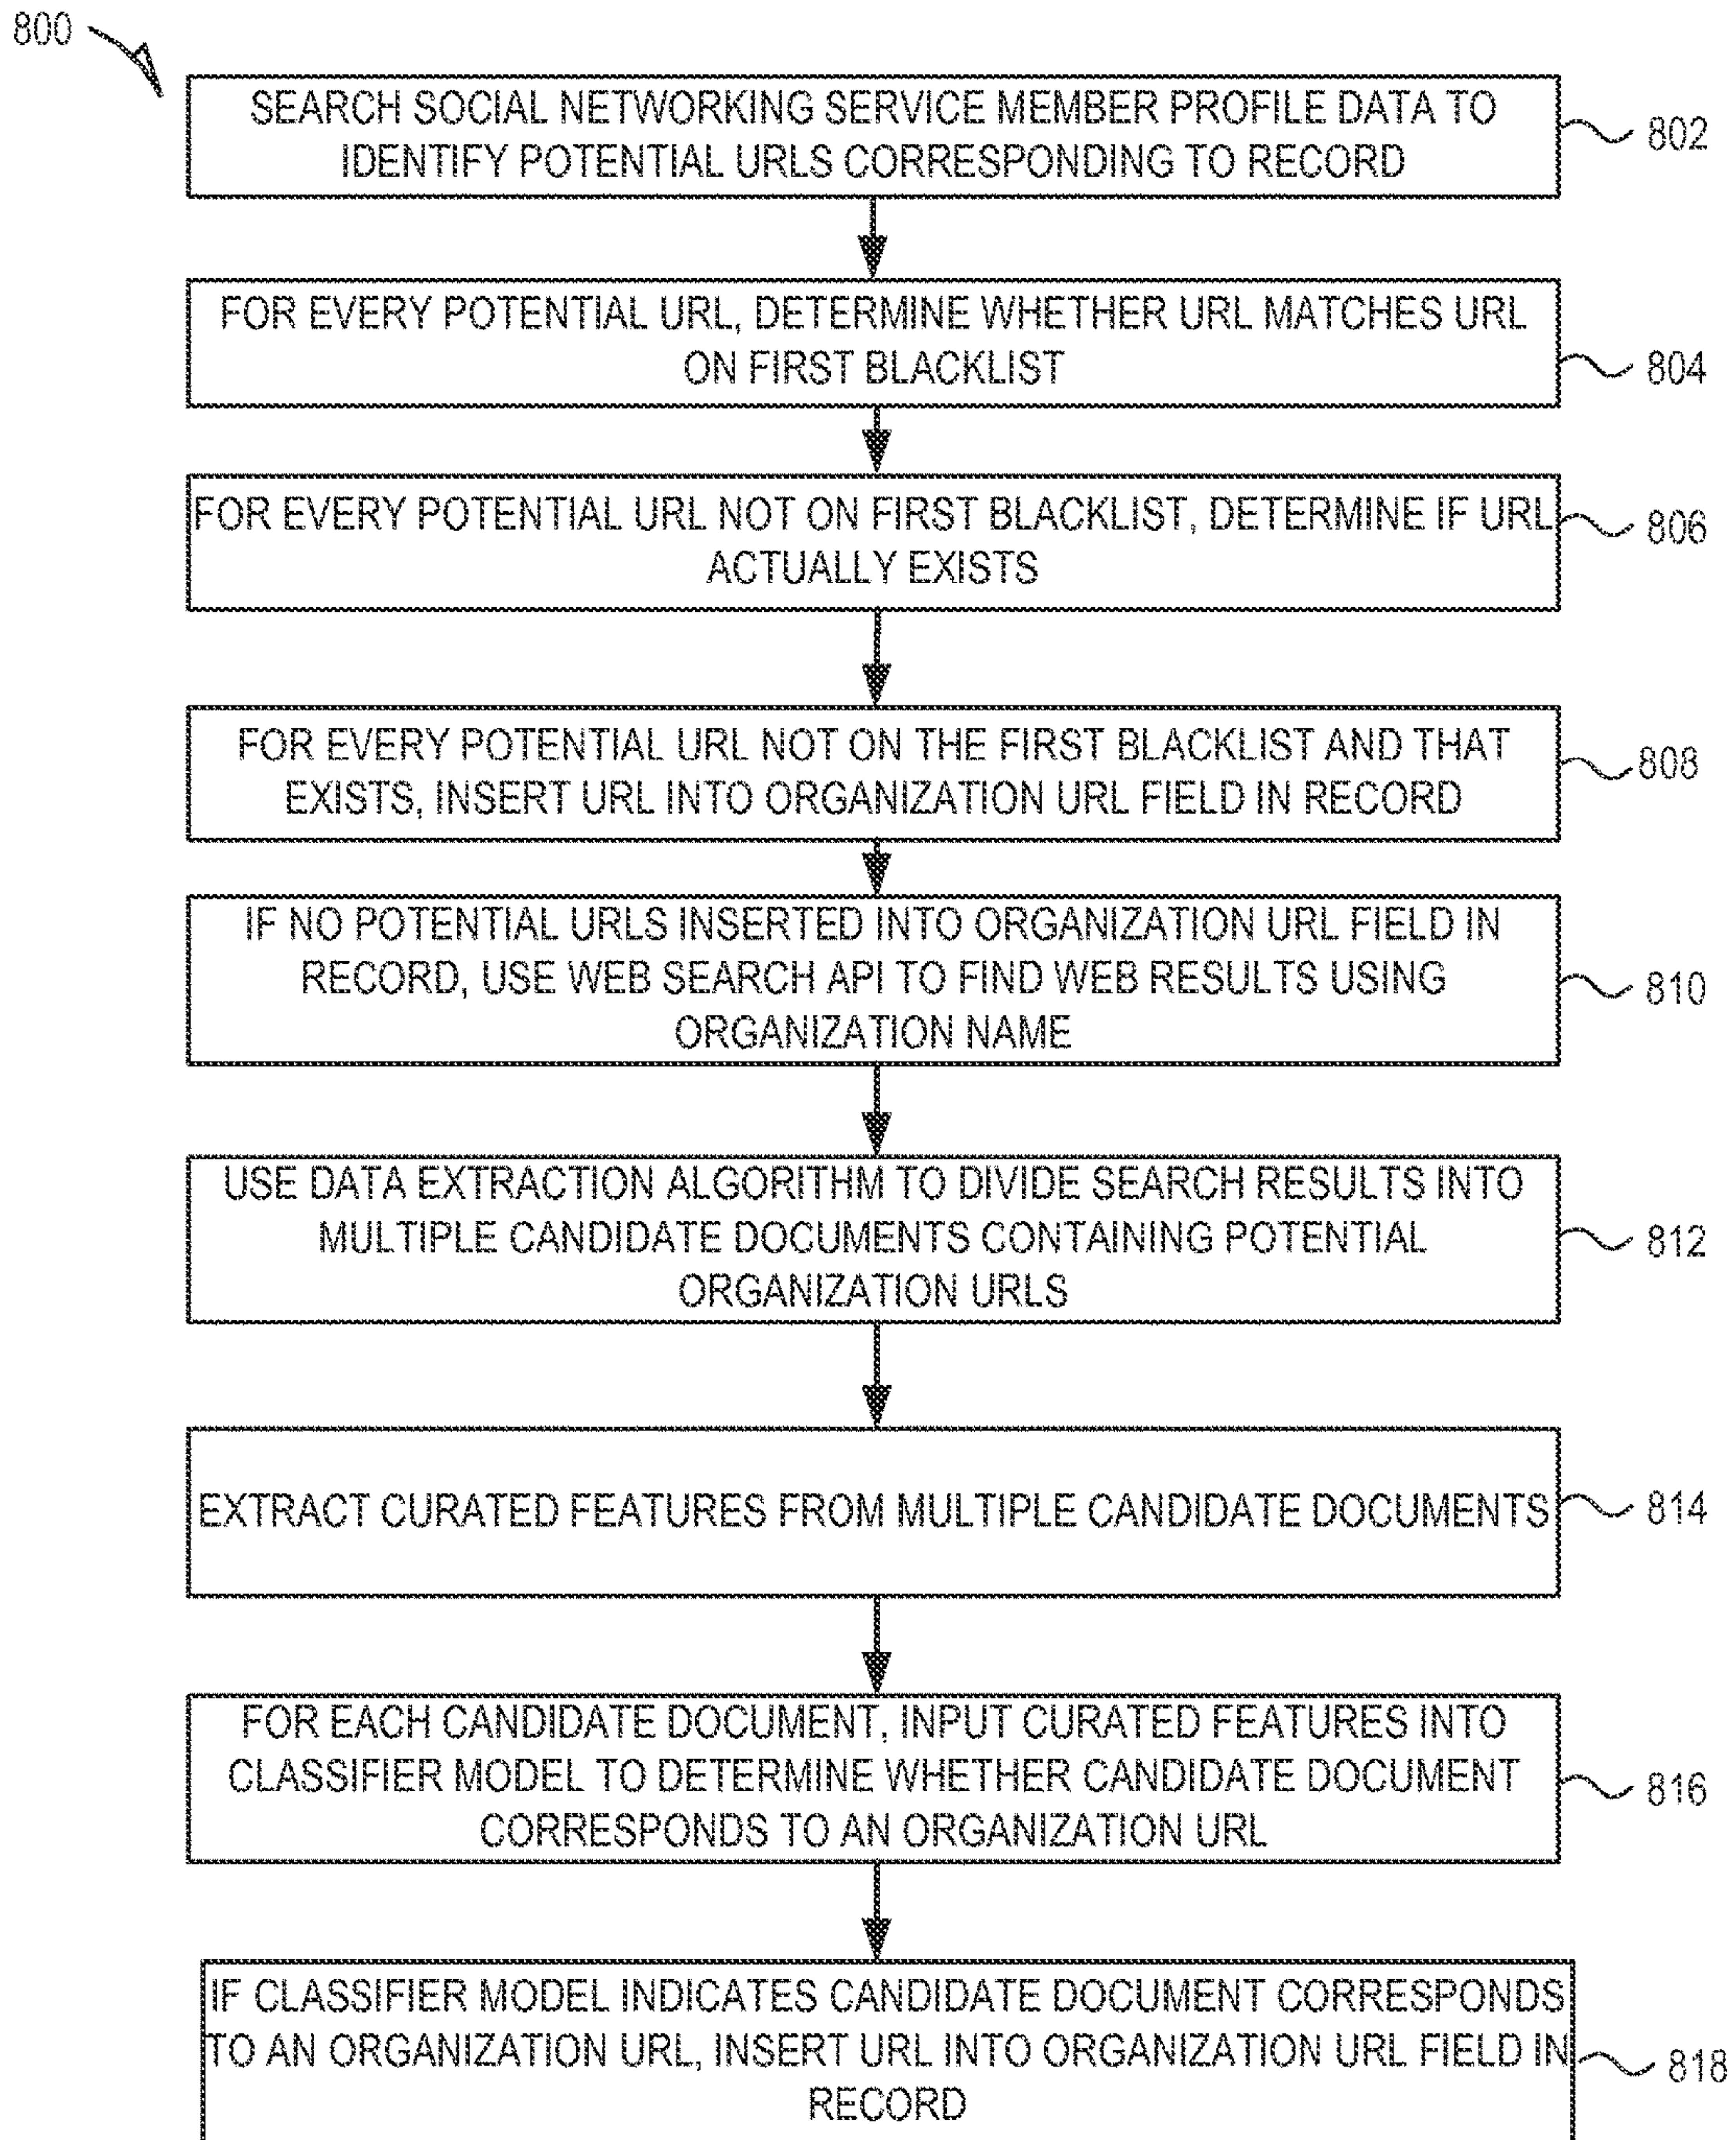 800
SEARCH SOCIAL NETWORKING SERVICE MEMBER PROFILE DATA TO
IDENTIFY POTENTIAL URLS CORRESPONDING TO RECORD
802
FOR EVERY POTENTIAL URL, DETERMINE WHETHER URL MATCHES URL
ON FIRST BLACKLIST
804
FOR EVERY POTENTIAL URL NOT ON FIRST BLACKLIST, DETERMINE IF URL
ACTUALLY EXISTS
806
FOR EVERY POTENTIAL URL NOT ON THE FIRST BLACKLIST AND THAT
EXISTS, INSERT URL INTO ORGANIZATION URL FIELD IN RECORD
808
IF NO POTENTIAL URLS INSERTED INTO ORGANIZATION URL FIELD IN
RECORD, USE WEB SEARCH API TO FIND WEB RESULTS USING
ORGANIZATION NAME
810
USE DATA EXTRACTION ALGORITHM TO DIVIDE SEARCH RESULTS INTO
MULTIPLE CANDIDATE DOCUMENTS CONTAINING POTENTIAL
ORGANIZATION URLS
812
EXTRACT CURATED FEATURES FROM MULTIPLE CANDIDATE DOCUMENTS
814
FOR EACH CANDIDATE DOCUMENT, INPUT CURATED FEATURES INTO
CLASSIFIER MODEL TO DETERMINE WHETHER CANDIDATE DOCUMENT
CORRESPONDS TO AN ORGANIZATION URL
816
IF CLASSIFIER MODEL INDICATES CANDIDATE DOCUMENT CORRESPONDS
TO AN ORGANIZATION URL, INSERT URL INTO ORGANIZATION URL FIELD IN
RECORD
818